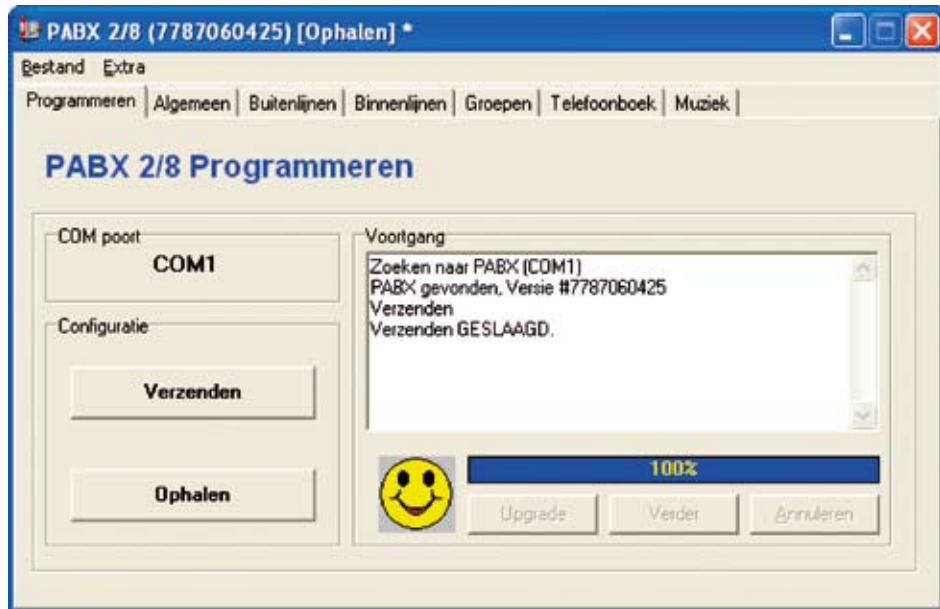 PABX 2/8 (7787060425) [Ophalen] *
Bestand Extra
Programmeren Algemeen Buitenlijnen Binnenlijnen Groepen Telefoonboek Muziek
PABX 2/8 Programmeren
COM poort
COM1
Configuratie
Verzenden
Ophalen
Voortgang
Zoeken naar PABX (COM1)
PABX gevonden, Versie #7787060425
Verzenden
Verzenden GESLAAGD.
100%
Upgrade Verder Annuleren